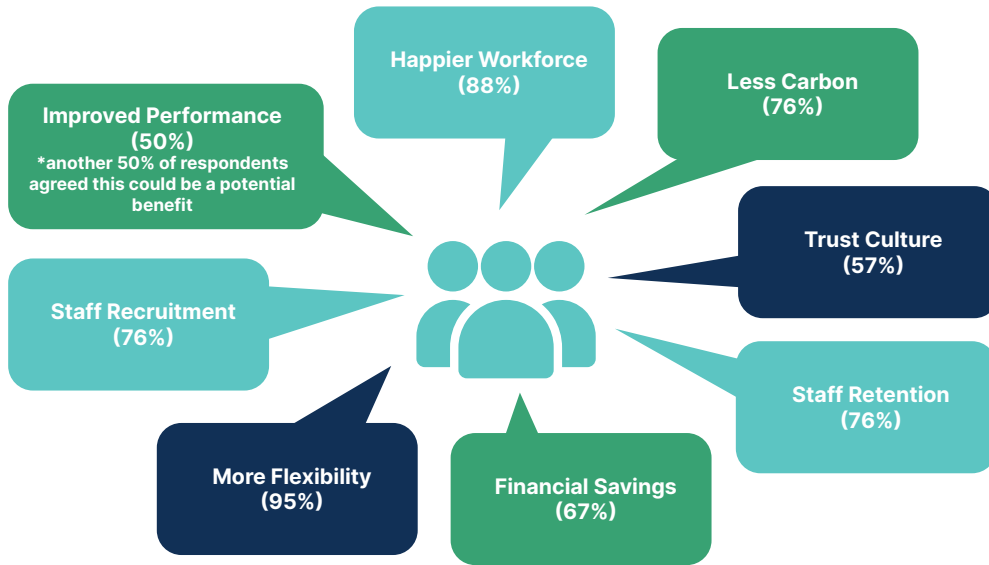 Happier Workforce
(88%)
Less Carbon
(76%)
Improved Performance
(50%)
*another 50% of respondents
agreed this could be a potential
benefit
Trust Culture
(57%)
Staff Recruitment
(76%)
Staff Retention
(76%)
More Flexibility
(95%)
Financial Savings
(67%)